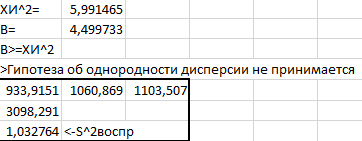 ХИ^2= 5,991465
B= 4,499733
B>=ХИ^2
>Гипотеза об однородности дисперсии не принимается
933,9151 1060,869 1103,507
3098,291
1,032764 <-S^2воспр